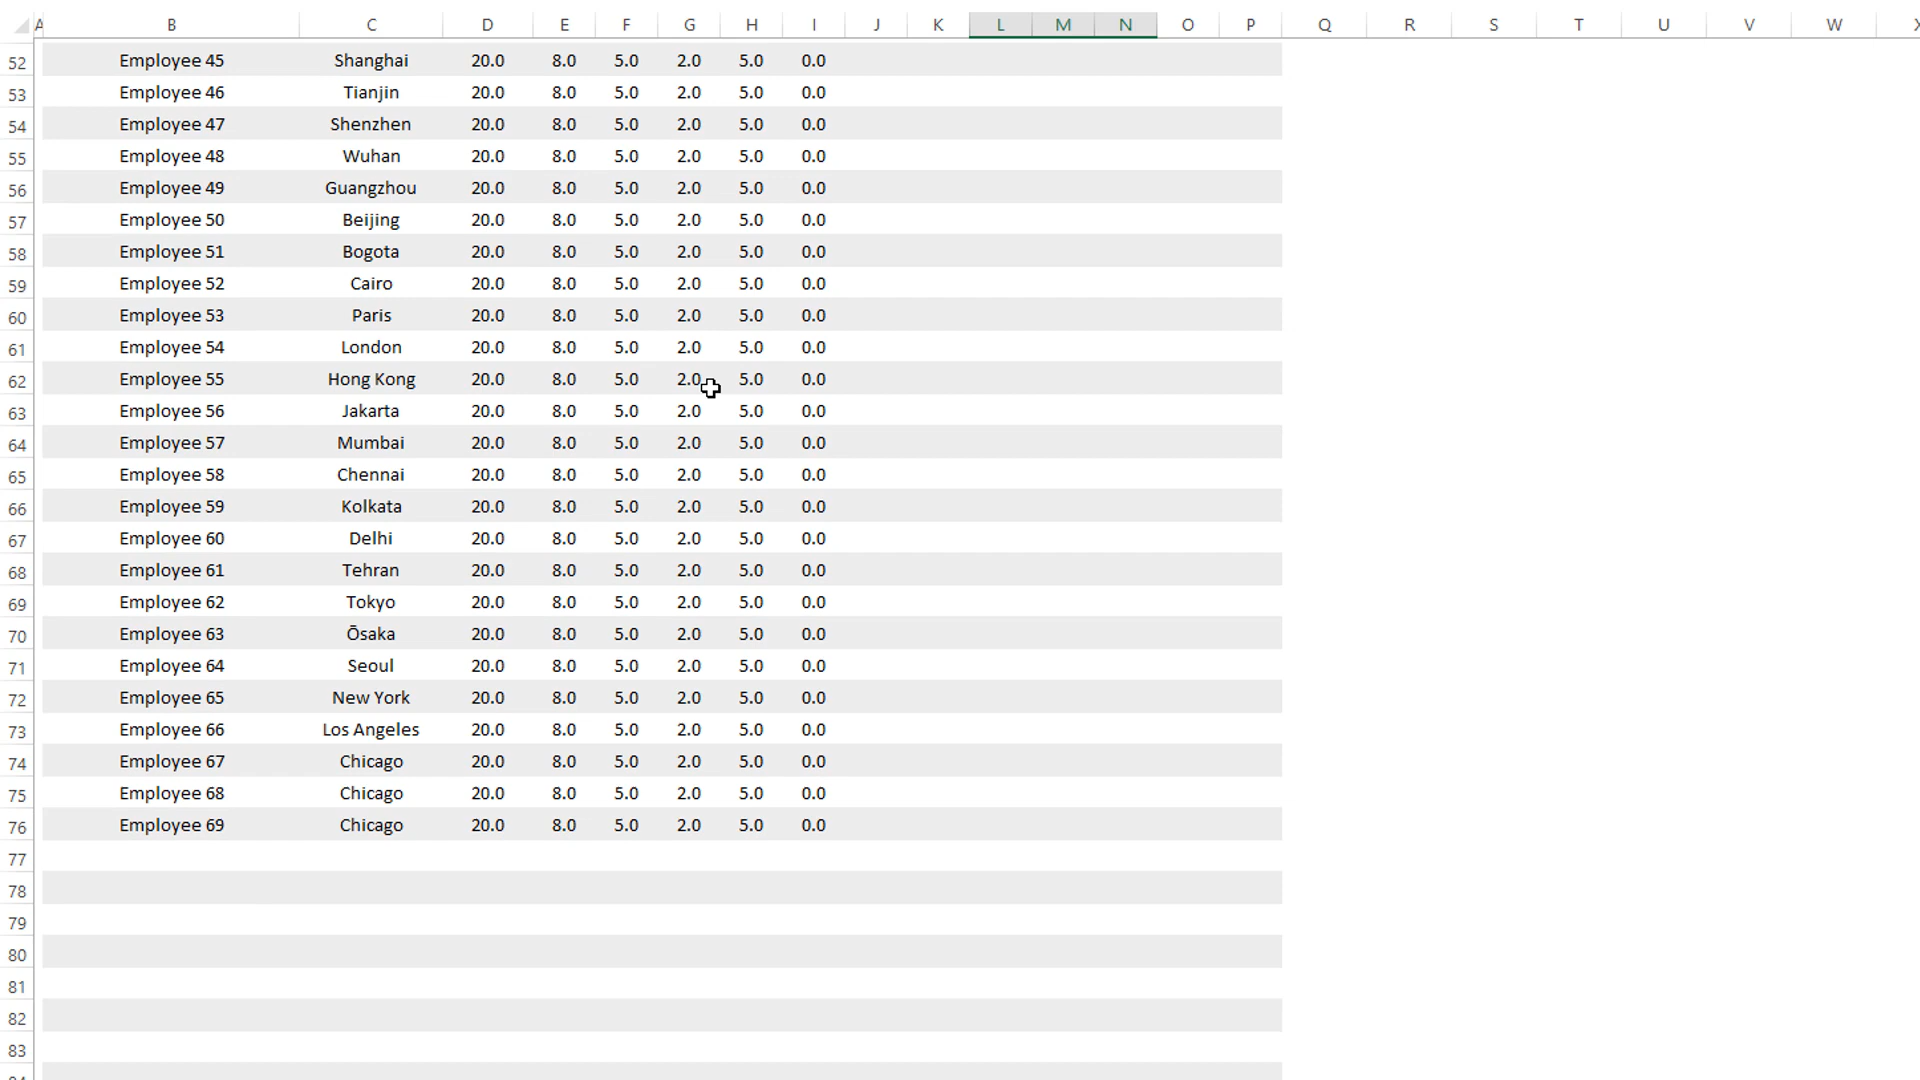 A B C D E F G H I J K L M N O P Q R S T U V W X
52 Employee 45 Shanghai 20.0 8.0 5.0 2.0 5.0 0.0
53 Employee 46 Tianjin 20.0 8.0 5.0 2.0 5.0 0.0
54 Employee 47 Shenzhen 20.0 8.0 5.0 2.0 5.0 0.0
55 Employee 48 Wuhan 20.0 8.0 5.0 2.0 5.0 0.0
56 Employee 49 Guangzhou 20.0 8.0 5.0 2.0 5.0 0.0
57 Employee 50 Beijing 20.0 8.0 5.0 2.0 5.0 0.0
58 Employee 51 Bogota 20.0 8.0 5.0 2.0 5.0 0.0
59 Employee 52 Cairo 20.0 8.0 5.0 2.0 5.0 0.0
60 Employee 53 Paris 20.0 8.0 5.0 2.0 5.0 0.0
61 Employee 54 London 20.0 8.0 5.0 2.0 5.0 0.0
62 Employee 55 Hong Kong 20.0 8.0 5.0 2.0 5.0 0.0
63 Employee 56 Jakarta 20.0 8.0 5.0 2.0 5.0 0.0
64 Employee 57 Mumbai 20.0 8.0 5.0 2.0 5.0 0.0
65 Employee 58 Chennai 20.0 8.0 5.0 2.0 5.0 0.0
66 Employee 59 Kolkata 20.0 8.0 5.0 2.0 5.0 0.0
67 Employee 60 Delhi 20.0 8.0 5.0 2.0 5.0 0.0
68 Employee 61 Tehran 20.0 8.0 5.0 2.0 5.0 0.0
69 Employee 62 Tokyo 20.0 8.0 5.0 2.0 5.0 0.0
70 Employee 63 Ōsaka 20.0 8.0 5.0 2.0 5.0 0.0
71 Employee 64 Seoul 20.0 8.0 5.0 2.0 5.0 0.0
72 Employee 65 New York 20.0 8.0 5.0 2.0 5.0 0.0
73 Employee 66 Los Angeles 20.0 8.0 5.0 2.0 5.0 0.0
74 Employee 67 Chicago 20.0 8.0 5.0 2.0 5.0 0.0
75 Employee 68 Chicago 20.0 8.0 5.0 2.0 5.0 0.0
76 Employee 69 Chicago 20.0 8.0 5.0 2.0 5.0 0.0
77
78
79
80
81
82
83